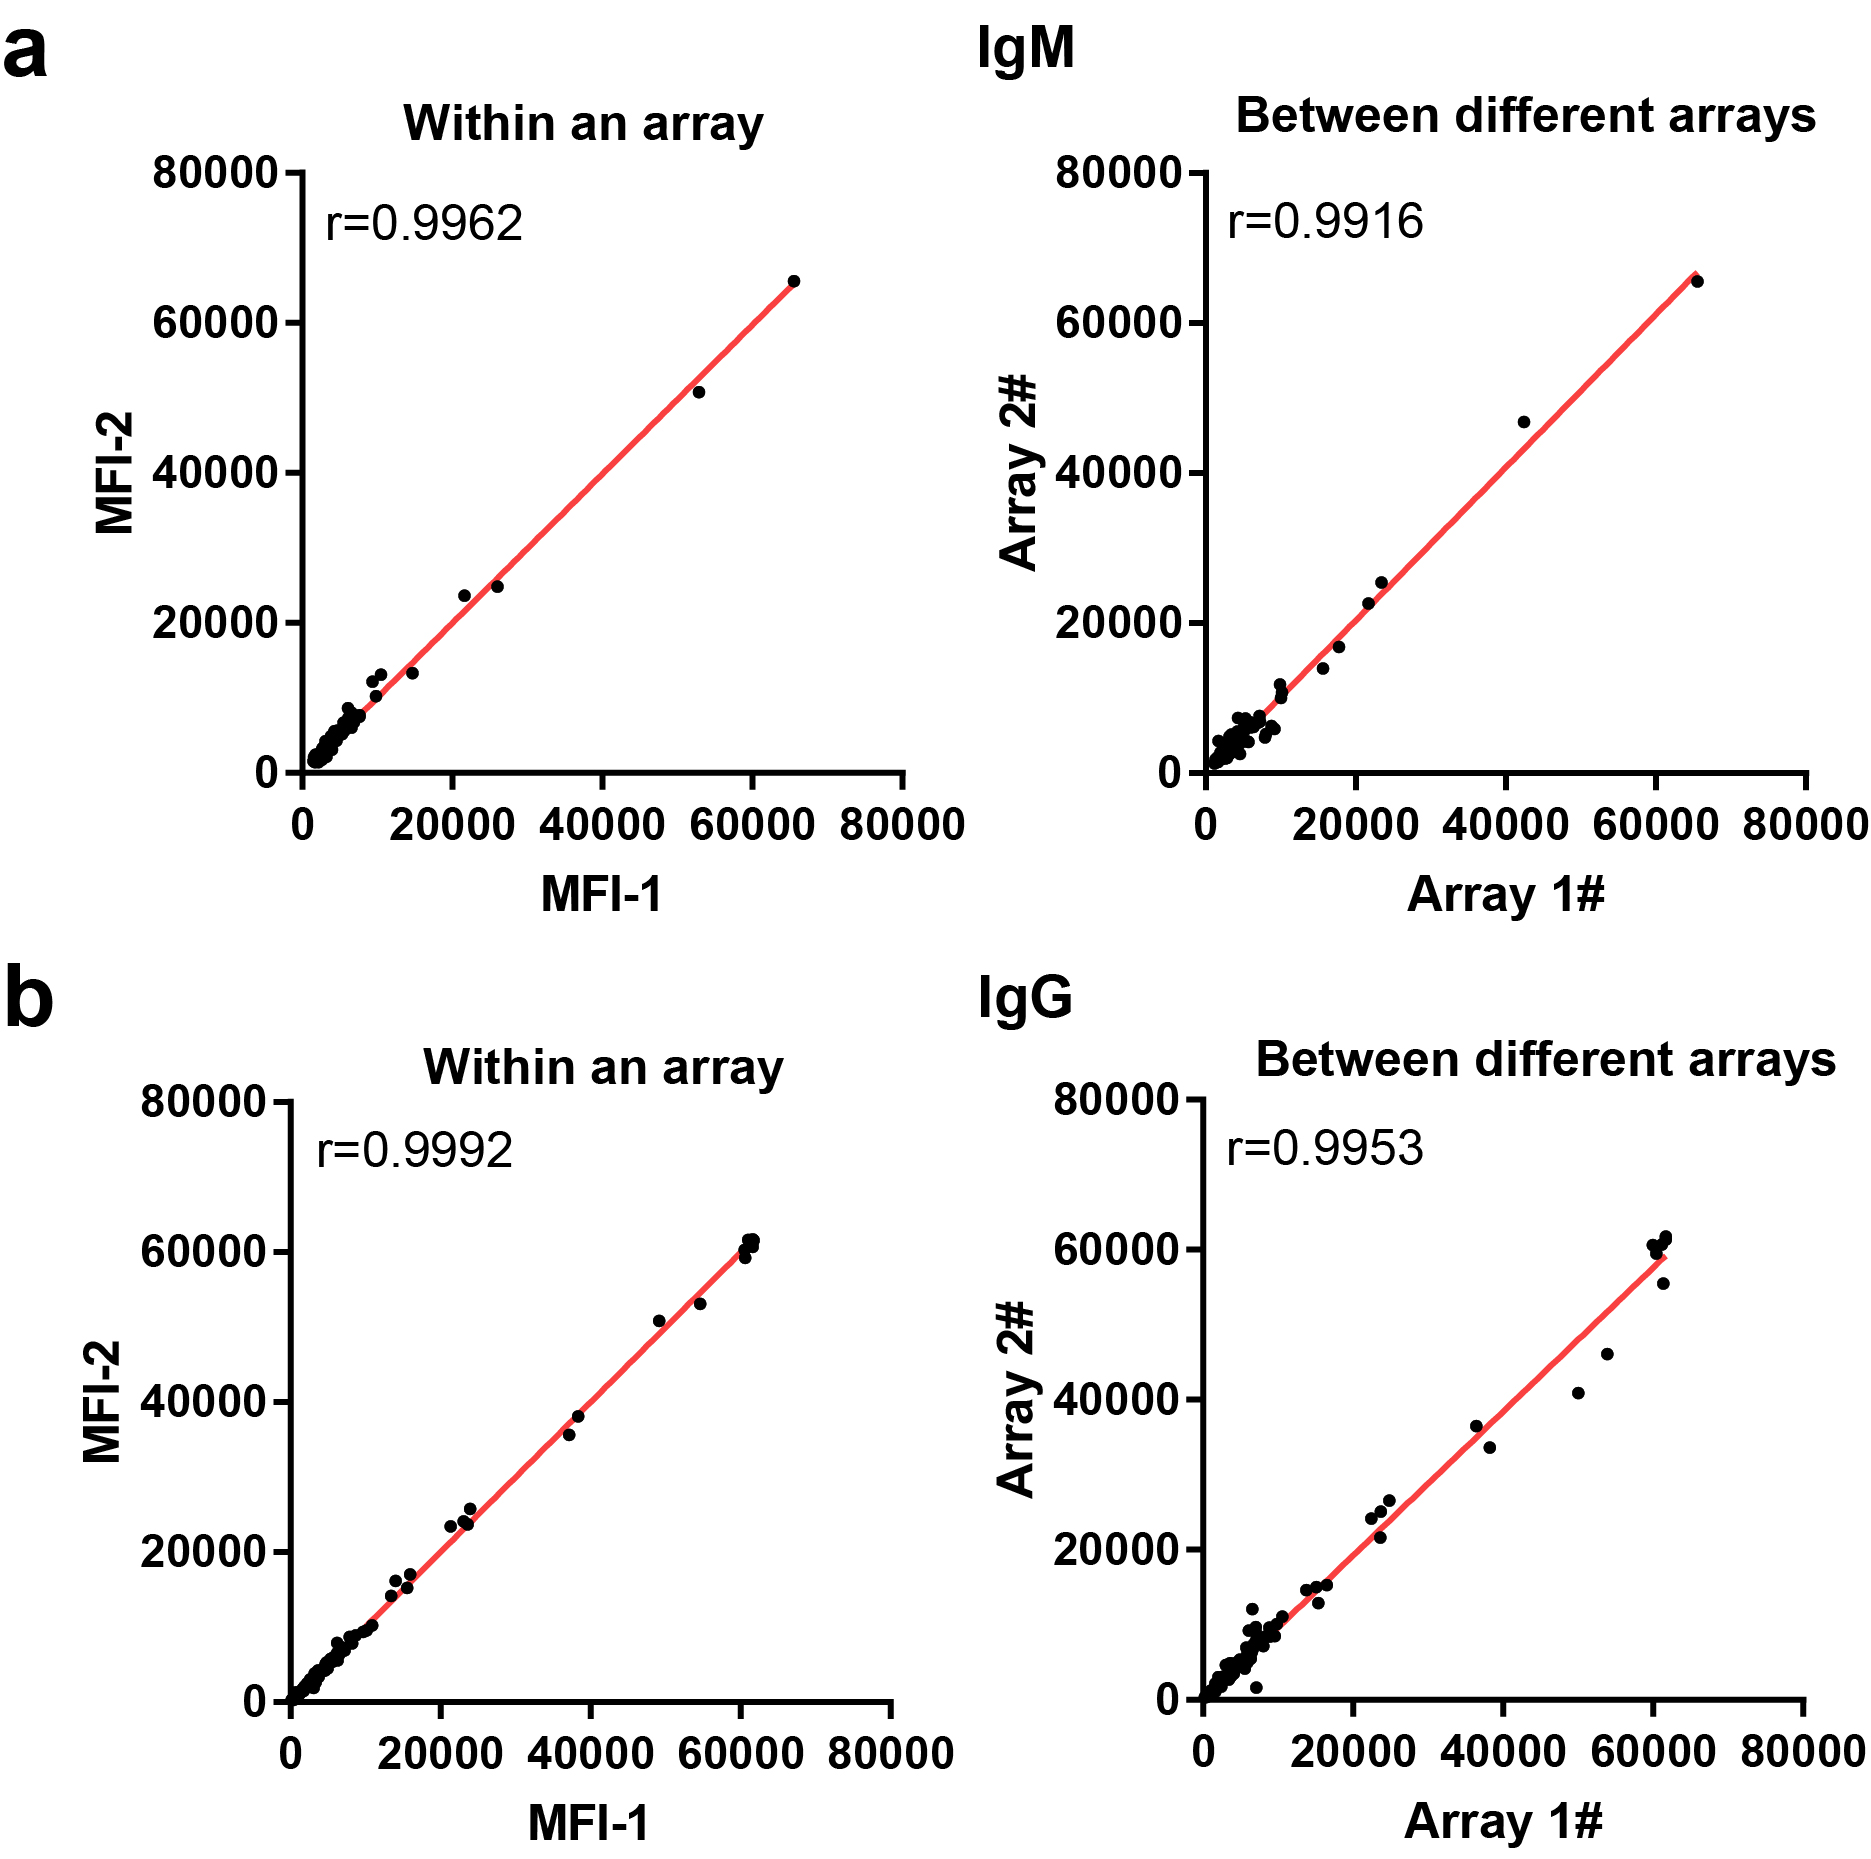 a
IgM
Within an array
Between different arrays
80000
r=0.9962
60000
40000
20000
0
MFI-2
0 20000 40000 60000 80000
MFI-1
80000
r=0.9916
60000
40000
20000
0
Array 2#
0 20000 40000 60000 80000
Array 1#
b
IgG
Within an array
Between different arrays
80000
r=0.9992
60000
40000
20000
0
MFI-2
0 20000 40000 60000 80000
MFI-1
80000
r=0.9953
60000
40000
20000
0
Array 2#
0 20000 40000 60000 80000
Array 1#